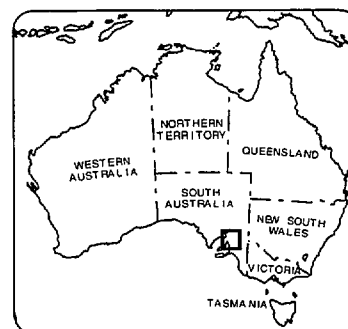 NORTHERN
TERRITORY
QUEENSLAND
WESTERN
AUSTRALIA
SOUTH
AUSTRALIA
NEW SOUTH
WALES
VICTORIA
TASMANIA